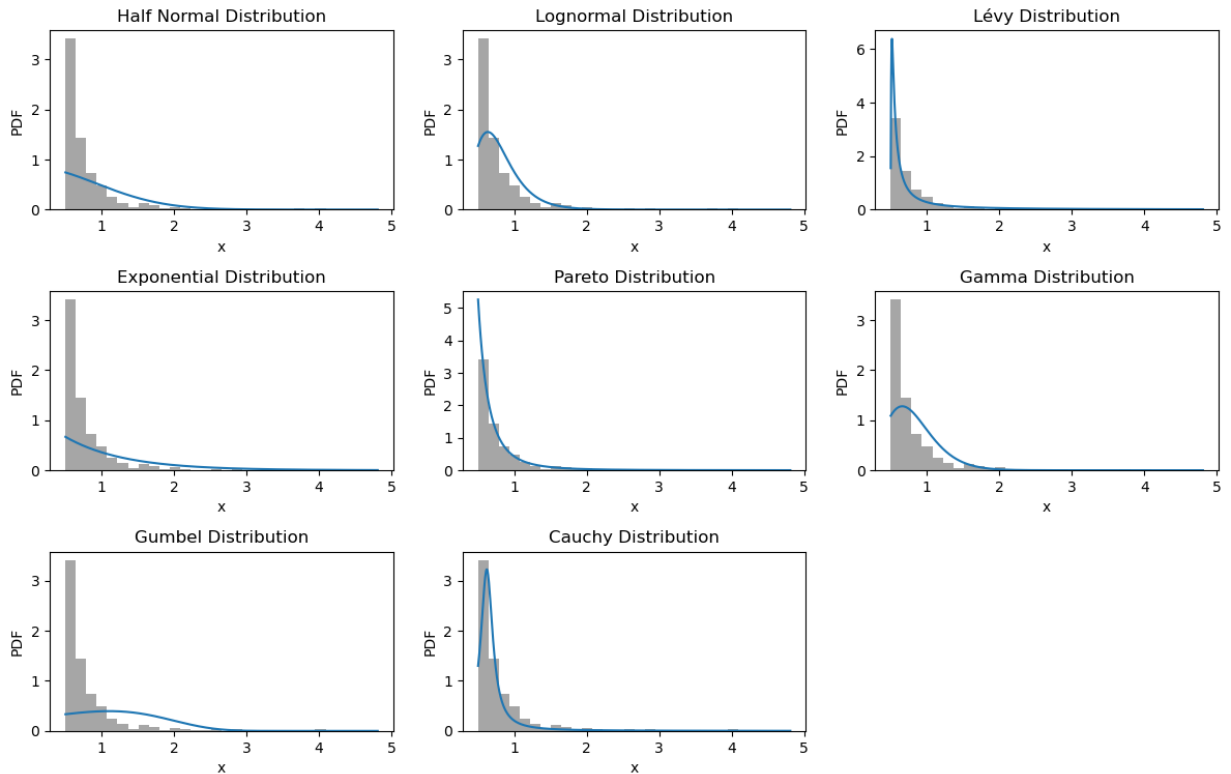 Half Normal Distribution
PDF
3
2
1
0
1 2 3 4 5
x
Lognormal Distribution
PDF
3
2
1
0
1 2 3 4 5
x
Lévy Distribution
PDF
6
4
2
0
1 2 3 4 5
x
Exponential Distribution
PDF
3
2
1
0
1 2 3 4 5
x
Pareto Distribution
PDF
5
4
3
2
1
0
1 2 3 4 5
x
Gamma Distribution
PDF
3
2
1
0
1 2 3 4 5
x
Gumbel Distribution
PDF
3
2
1
0
1 2 3 4 5
x
Cauchy Distribution
PDF
3
2
1
0
1 2 3 4 5
x